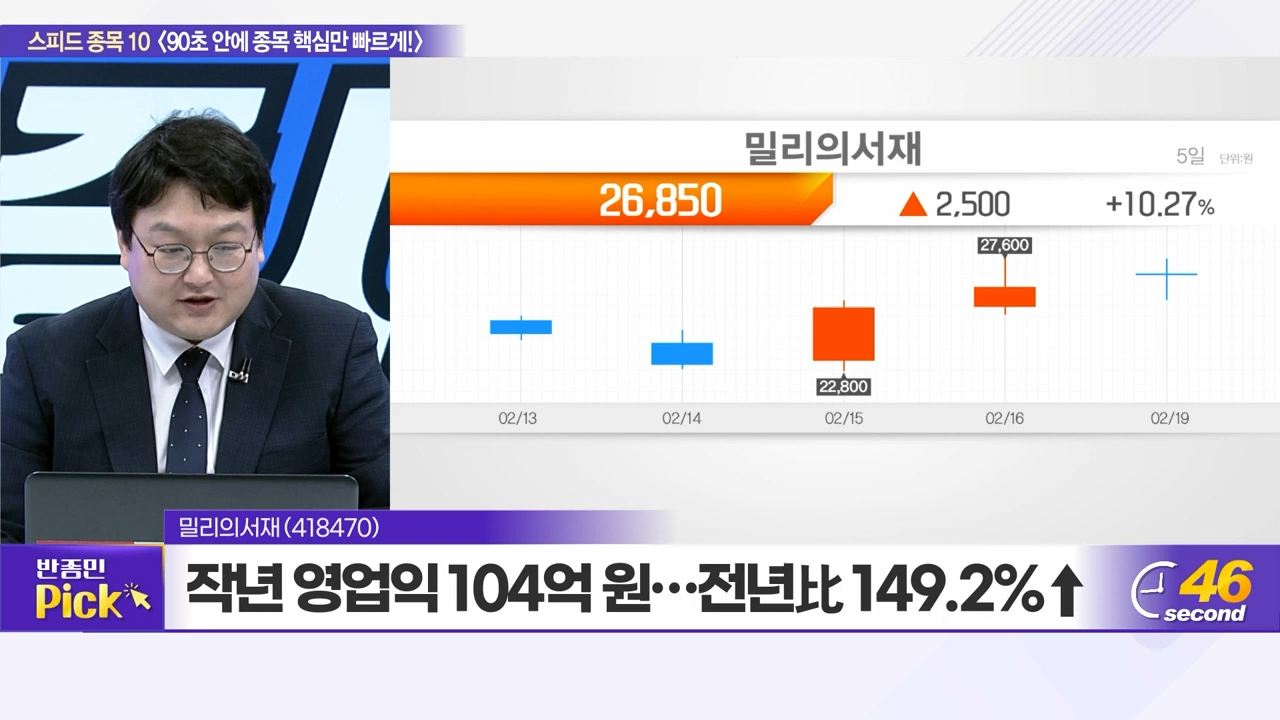 스피드 종목 10 〈90초 안에 종목 핵심만 빠르게!〉
밀리의서재
5일 단위:원
26,850 ▲ 2,500 +10.27%
27,600
22,800
02/13 02/14 02/15 02/16 02/19
밀리의서재(418470)
반종민
Pick
작년 영업익 104억 원…전년比 149.2%↑
46
second